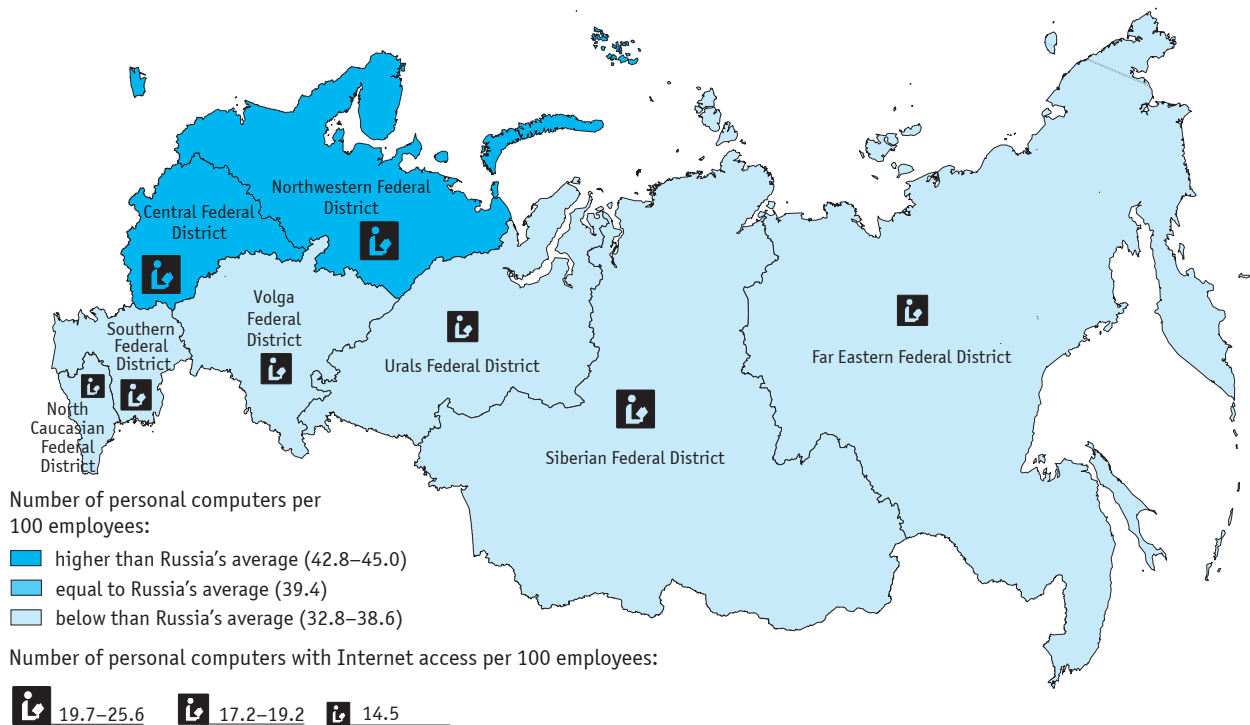 Northwestern Federal
District
Central Federal
District
Volga
Federal
District
Southern
Federal
District
Urals Federal District
Far Eastern Federal District
North
Caucasian
Federal
District
Siberian Federal District
Number of personal computers per
100 employees:
higher than Russia’s average (42.8–45.0)
equal to Russia’s average (39.4)
below than Russia’s average (32.8–38.6)
Number of personal computers with Internet access per 100 employees:
19.7–25.6 17.2–19.2 14.5